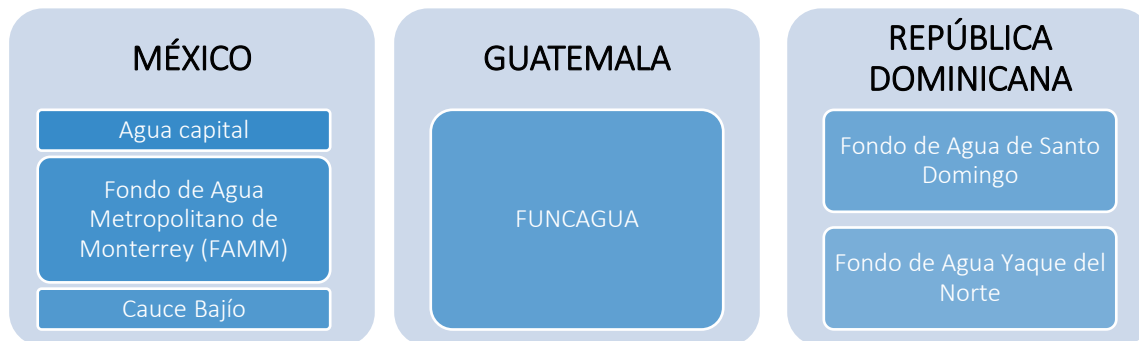 MÉXICO
Agua capital
Fondo de Agua
Metropolitano de
Monterrey (FAMM)
Cauce Bajío
GUATEMALA
FUNCAGUA
REPÚBLICA
DOMINICANA
Fondo de Agua de Santo
Domingo
Fondo de Agua Yaque del
Norte